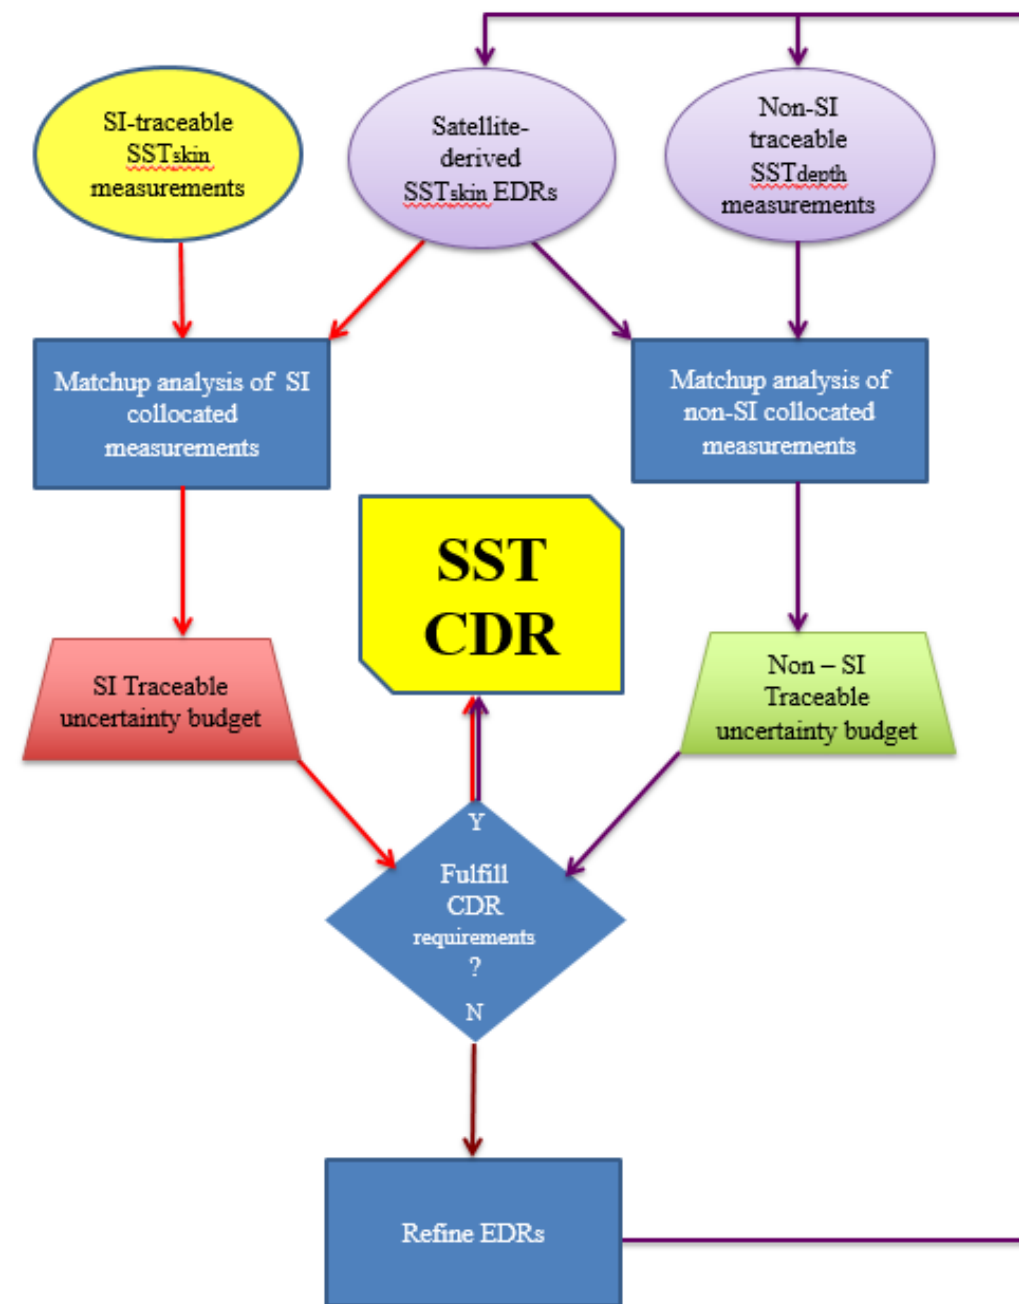 SI-traceable
SSTskin
measurements
Satellite-
derived
SSTskin EDRs
Non-SI
traceable
SSTdepth
measurements
Matchup analysis of SI
collocated
measurements
Matchup analysis of
non-SI collocated
measurements
SST
CDR
SI Traceable
uncertainty budget
Non – SI
Traceable
uncertainty budget
Y
Fulfill
CDR
requirements
?
N
Refine EDRs